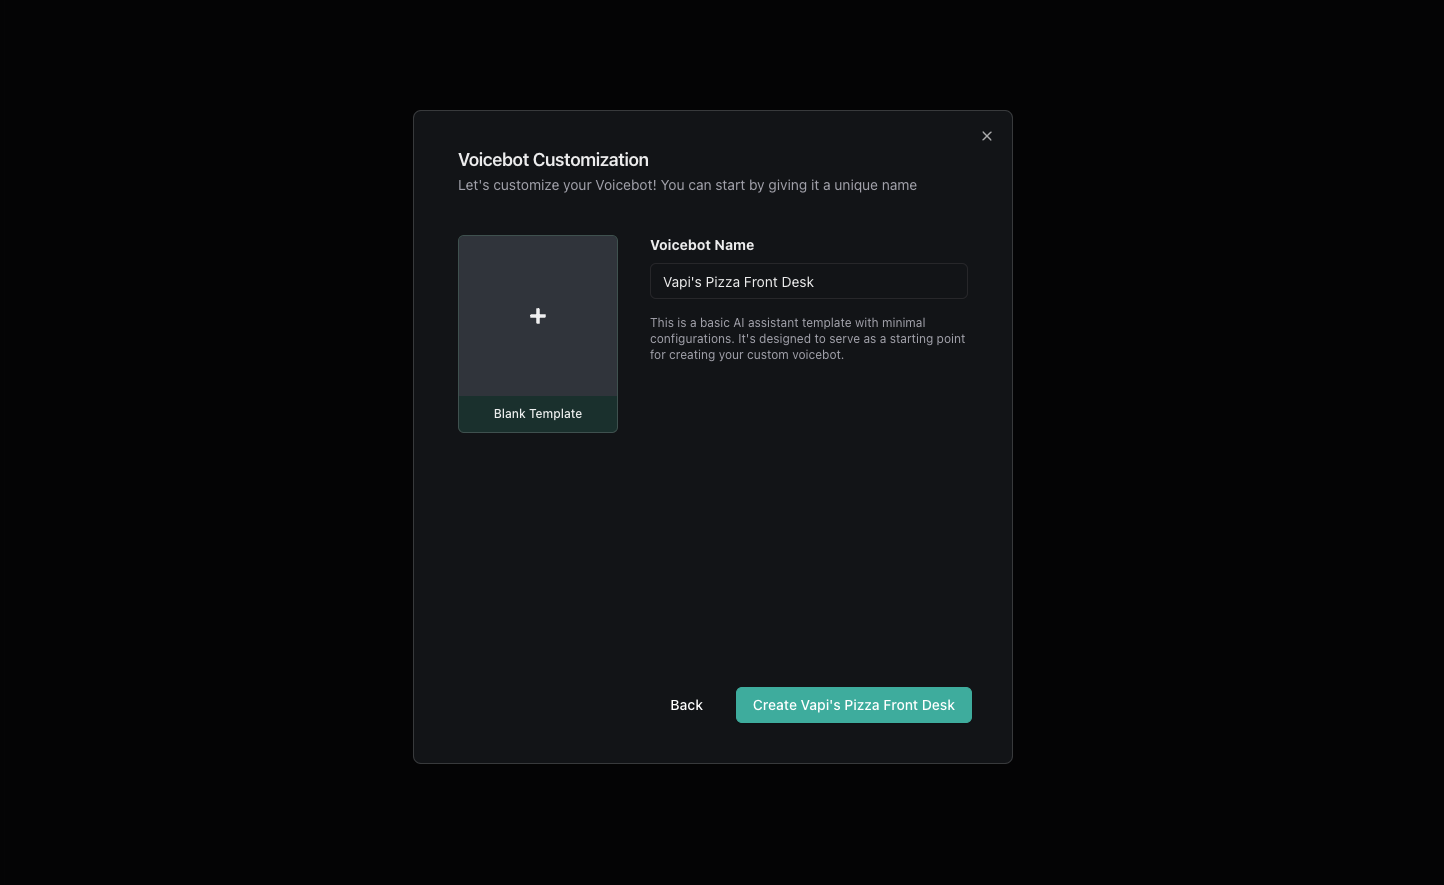 Voicebot Customization
Let's customize your Voicebot! You can start by giving it a unique name
Blank Template
Voicebot Name
Vapi's Pizza Front Desk
This is a basic AI assistant template with minimal
configurations. It's designed to serve as a starting point
for creating your custom voicebot.
Back
Create Vapi's Pizza Front Desk